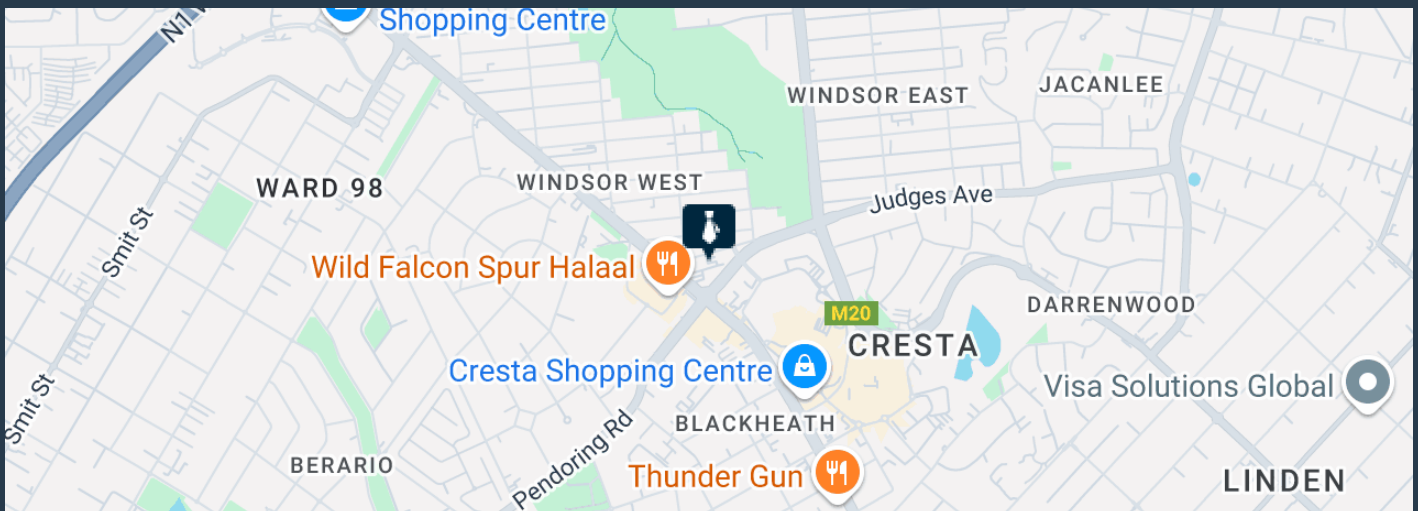 Shopping Centre
N1
WINDSOR EAST
JACANLEE
WARD 98
WINDSOR WEST
Judges Ave
Smit St
Wild Falcon Spur Halaal
DARRENWOOD
M20
CRESTA
Cresta Shopping Centre
Visa Solutions Global
Smit St
BLACKHEATH
Pendoring Rd
BERARIO
Thunder Gun
LINDEN